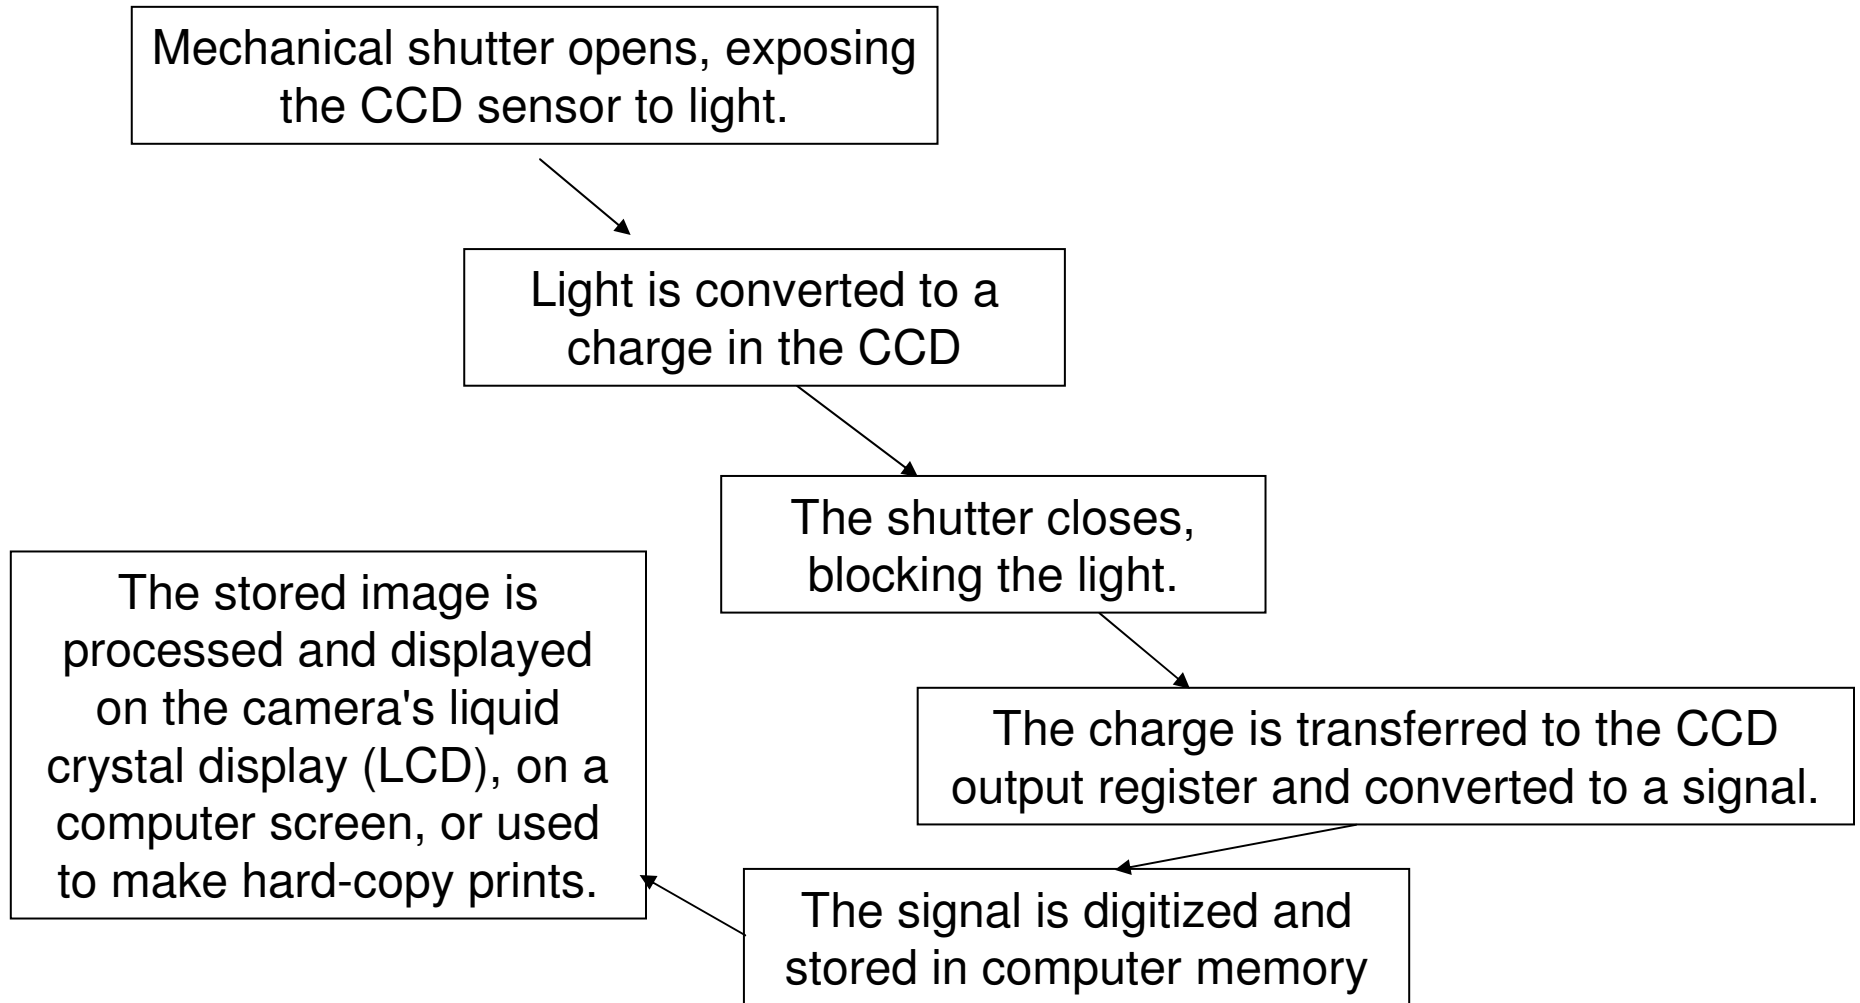 Mechanical shutter opens, exposing
the CCD sensor to light.
Light is converted to a
charge in the CCD
The shutter closes,
blocking the light.
The charge is transferred to the CCD
output register and converted to a signal.
The signal is digitized and
stored in computer memory
The stored image is
processed and displayed
on the camera's liquid
crystal display (LCD), on a
computer screen, or used
to make hard-copy prints.